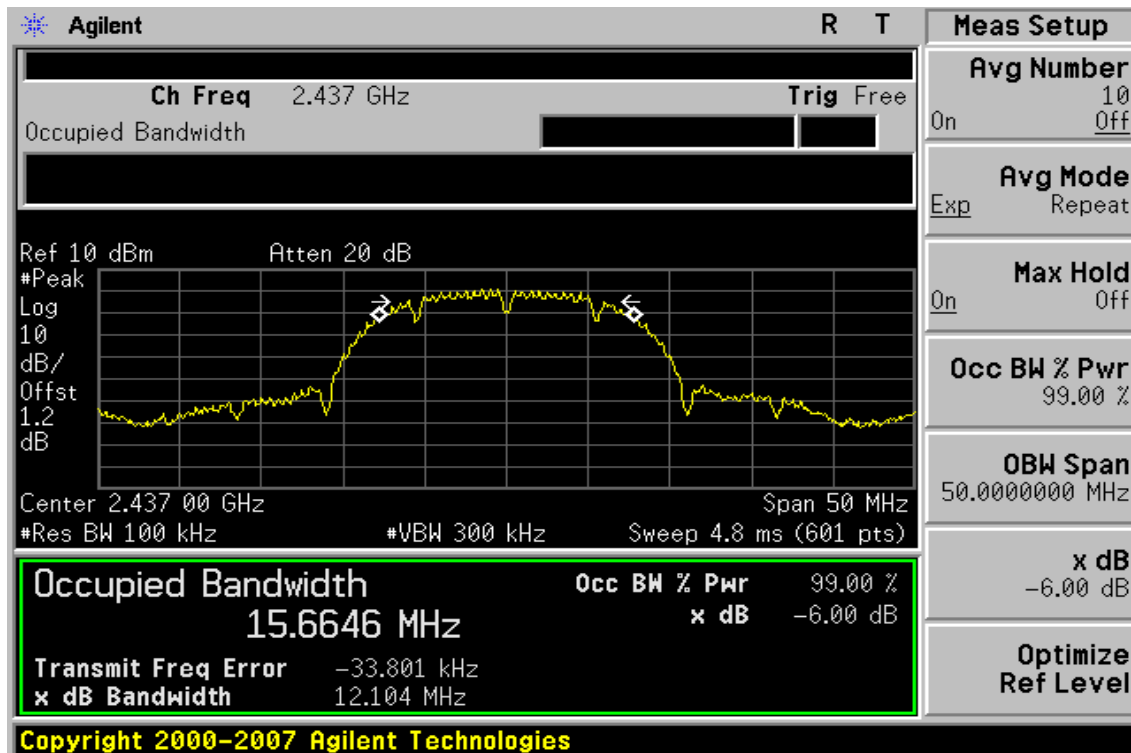 Agilent R T Meas Setup
Ch Freq 2.437 GHz Trig Free
Occupied Bandwidth
Ref 10 dBm Atten 20 dB
#Peak
Log
10
dB/
Offst
1.2
dB
Center 2.437 00 GHz Span 50 MHz
#Res BW 100 kHz #VBW 300 kHz Sweep 4.8 ms (601 pts)
Occupied Bandwidth
15.6646 MHz
Occ BW % Pwr 99.00 %
x dB -6.00 dB
Transmit Freq Error -33.801 kHz
x dB Bandwidth 12.104 MHz
Avg Number
10
On Off
Avg Mode
Exp Repeat
Max Hold
On Off
Occ BW % Pwr
99.00 %
OBW Span
50.0000000 MHz
x dB
-6.00 dB
Optimize
Ref Level
Copyright 2000-2007 Agilent Technologies